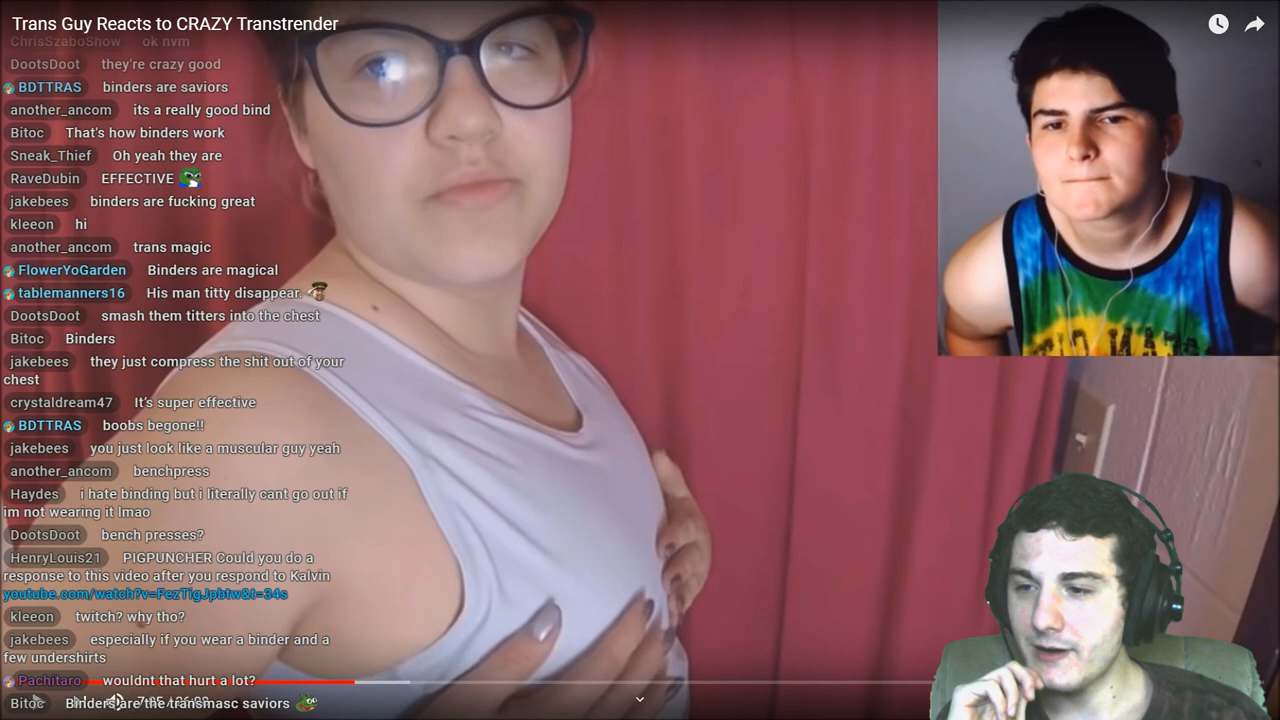 Trans Guy Reacts to CRAZY Transtrender
ChrisSzaboShow ok nvm
DootsDoot they're crazy good
BDTTRAS binders are saviors
another_ancom its a really good bind
Bitoc That's how binders work
Sneak_Thief Oh yeah they are
RaveDubin EFFECTIVE
jakebees binders are fucking great
kleeon hi
another_ancom trans magic
FlowerYoGarden Binders are magical
tablemanners16 His man titty disappear.
DootsDoot smash them titters into the chest
Bitoc Binders
jakebees they just compress the shit out of your
chest
crystaldream47 It's super effective
BDTTRAS boobs begone!!
jakebees you just look like a muscular guy yeah
another_ancom benchpress
Haydes i hate binding but i literally cant go out if
im not wearing it lmao
DootsDoot bench presses?
HenryLouis21 PIGPUNCHER Could you do a
response to this video after you respond to Kalvin
youtube.com/watch?v=FezTigJpbtw&t=34s
kleeon twitch? why tho?
jakebees especially if you wear a binder and a
few undershirts
Pachitaro wouldnt that hurt a lot?
Bitoc Binders are the transmasc saviors